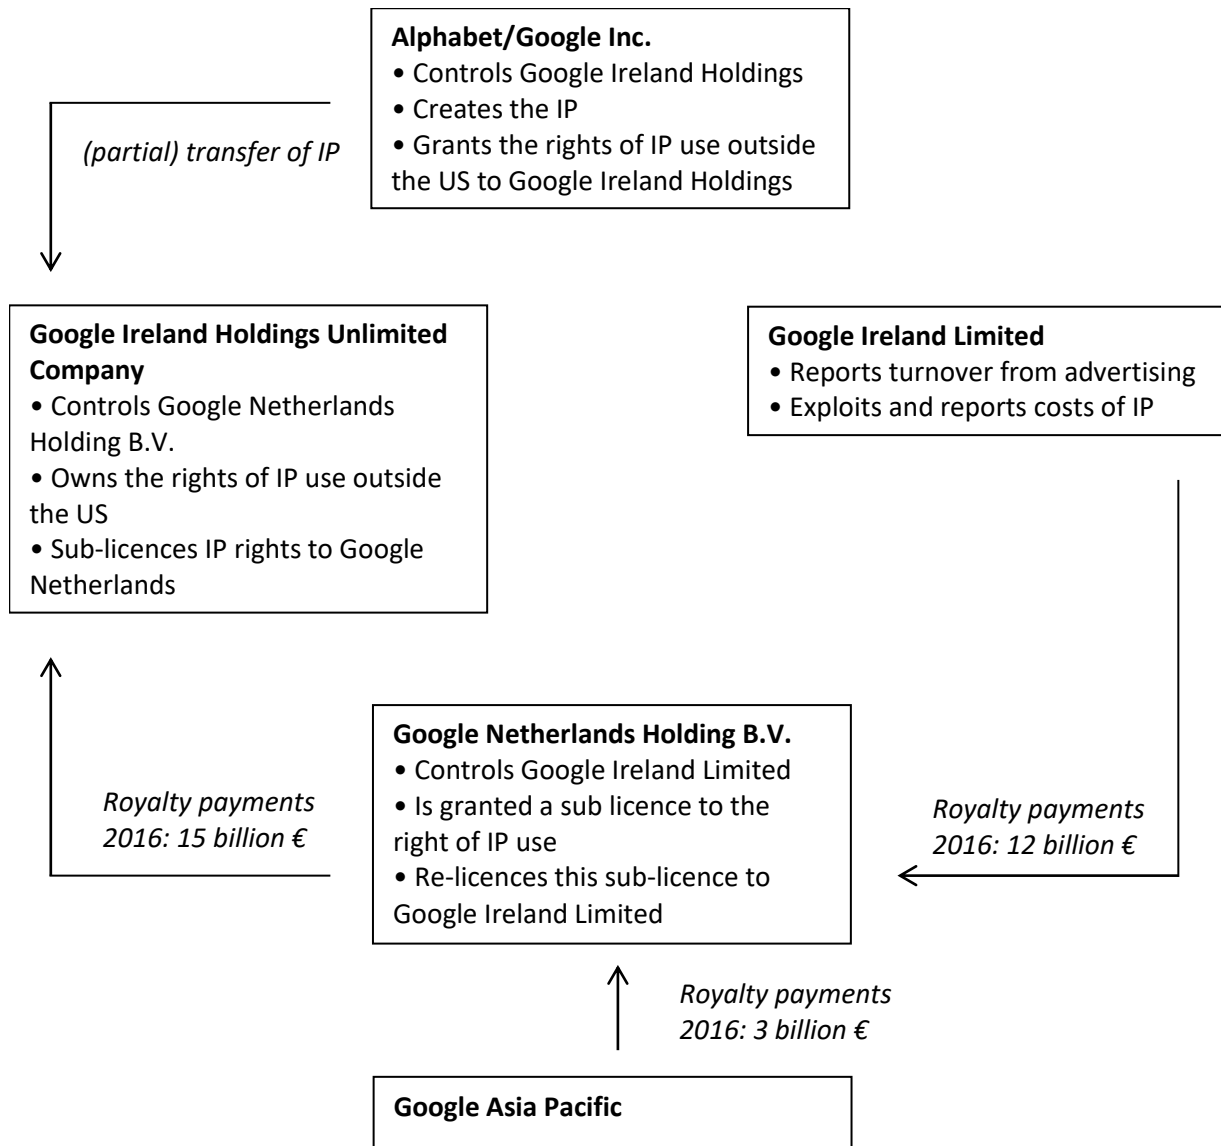 Alphabet/Google Inc.
• Controls Google Ireland Holdings
• Creates the IP
• Grants the rights of IP use outside
the US to Google Ireland Holdings
(partial) transfer of IP
Google Ireland Holdings Unlimited
Company
• Controls Google Netherlands
Holding B.V.
• Owns the rights of IP use outside
the US
• Sub-licences IP rights to Google
Netherlands
Google Ireland Limited
• Reports turnover from advertising
• Exploits and reports costs of IP
Google Netherlands Holding B.V.
• Controls Google Ireland Limited
• Is granted a sub licence to the
right of IP use
• Re-licences this sub-licence to
Google Ireland Limited
Royalty payments
2016: 15 billion €
Royalty payments
2016: 12 billion €
Royalty payments
2016: 3 billion €
Google Asia Pacific